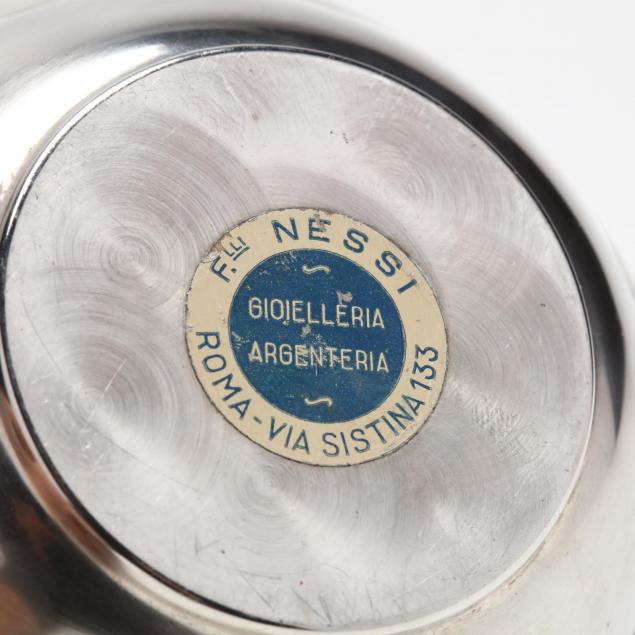 F.LLI NESSI
GIOIELLERIA
ARGENTERIA
ROMA - VIA SISTINA 133